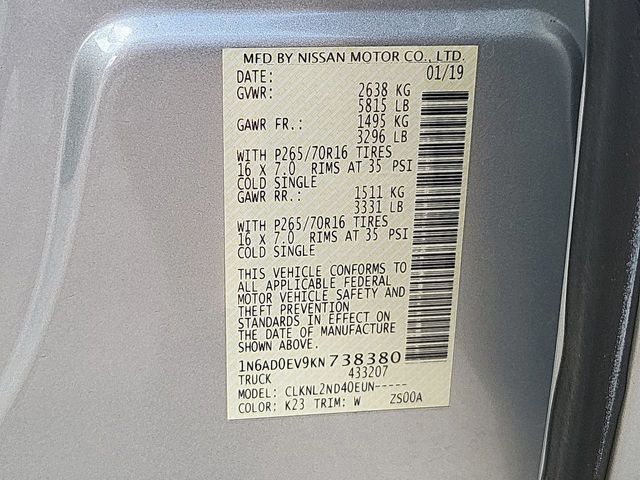 MFD BY NISSAN MOTOR CO., LTD.
DATE: 01/19
GVWR: 2638 KG
5815 LB
GAWR FR.: 1495 KG
3296 LB
WITH P265/70R16 TIRES
16 X 7.0 RIMS AT 35 PSI
COLD SINGLE
GAWR RR.: 1511 KG
3331 LB
WITH P265/70R16 TIRES
16 X 7.0 RIMS AT 35 PSI
COLD SINGLE
THIS VEHICLE CONFORMS TO
ALL APPLICABLE FEDERAL
MOTOR VEHICLE SAFETY AND
THEFT PREVENTION
STANDARDS IN EFFECT ON
THE DATE OF MANUFACTURE
SHOWN ABOVE.
1N6AD0EV9KN738380
TRUCK 433207
MODEL: CLKNL2ND40EUN-----
COLOR: K23 TRIM: W ZS00A